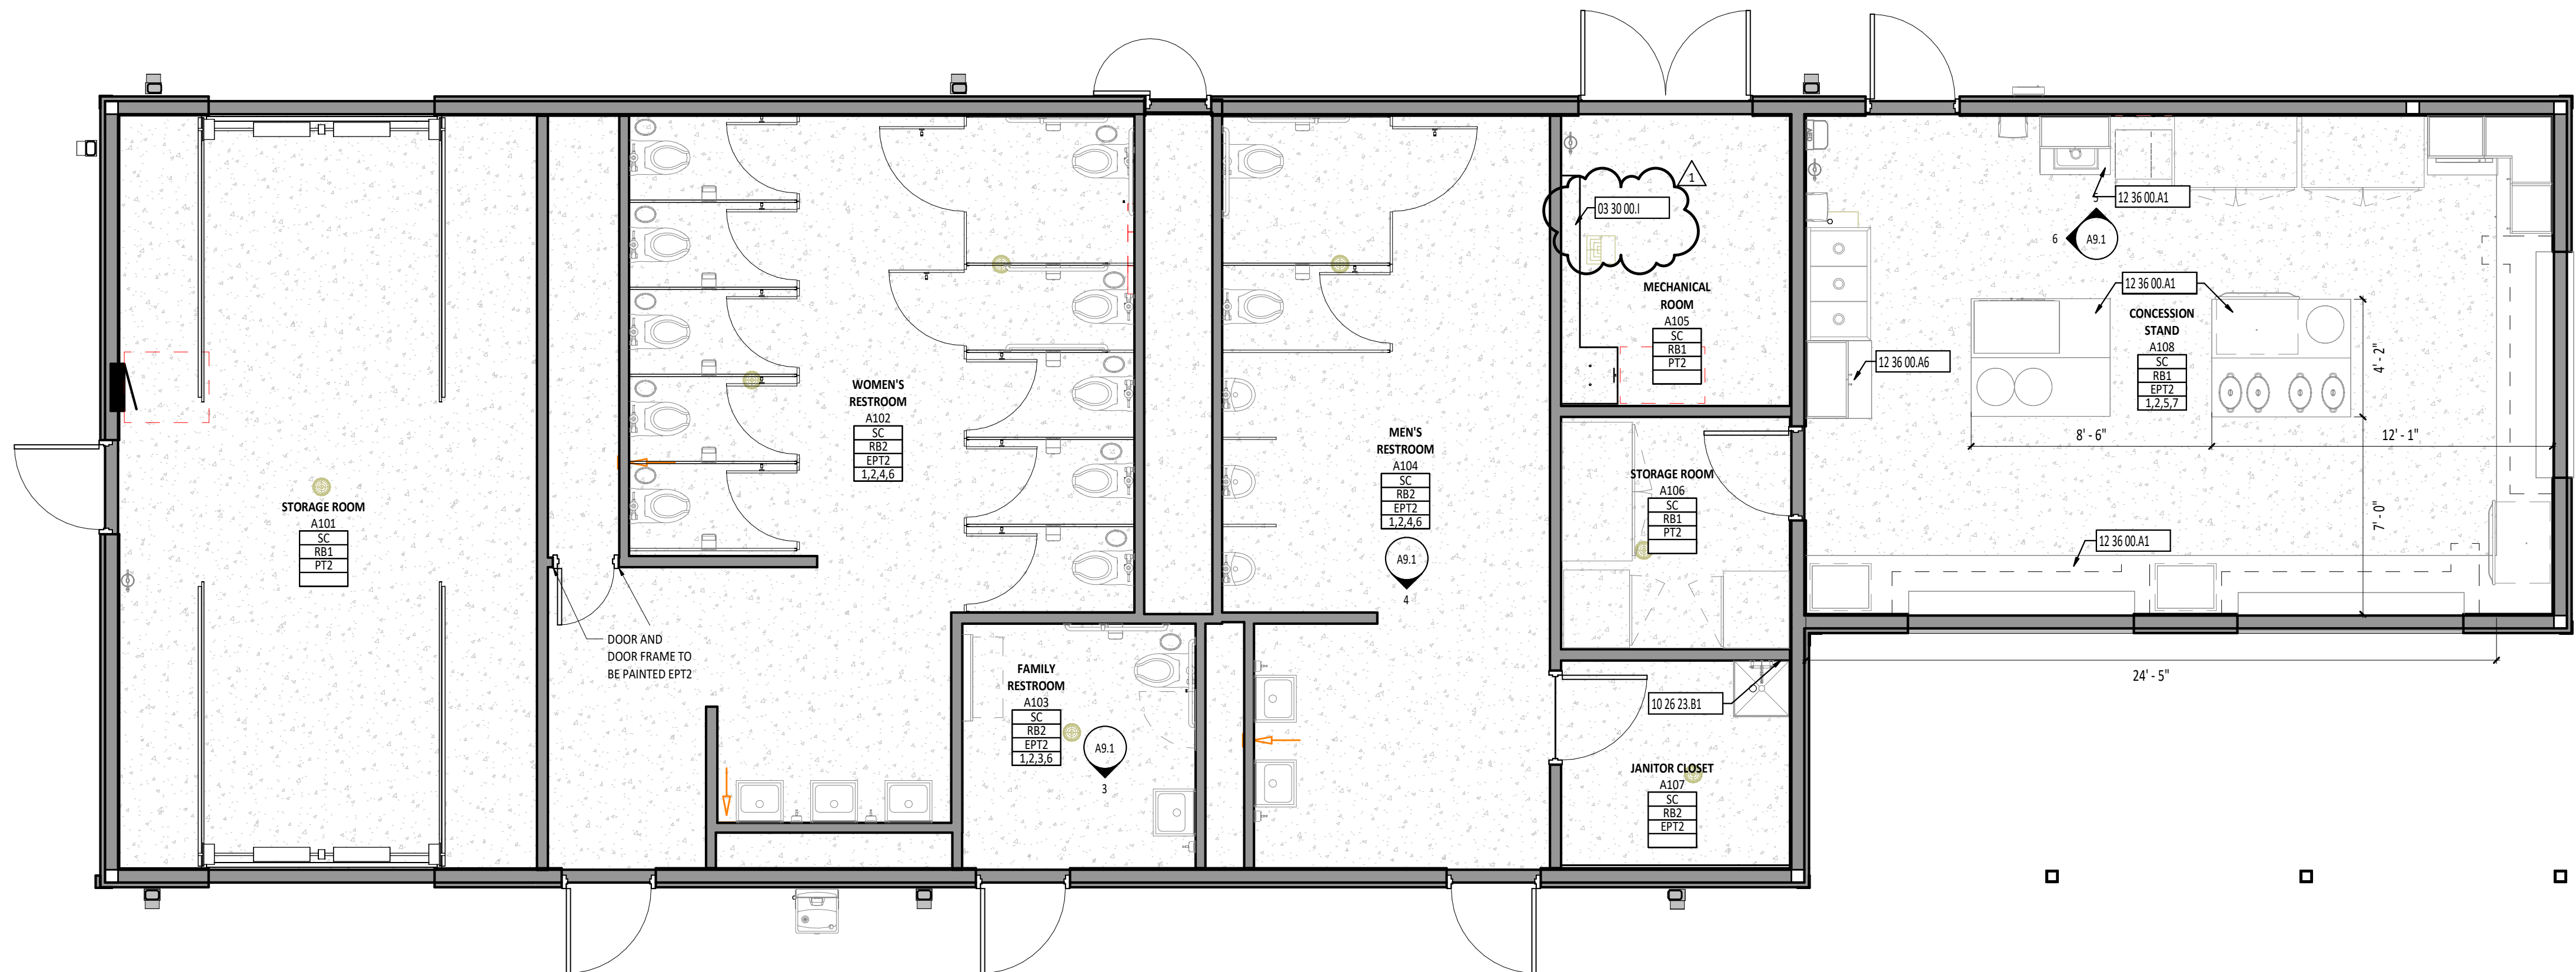 STORAGE ROOM
A101
SC
RB1
PT2
DOOR AND
DOOR FRAME TO
BE PAINTED EPT2
WOMEN'S
RESTROOM
A102
SC
RB2
EPT2
1,2,4,6
FAMILY
RESTROOM
A103
SC
RB2
EPT2
1,2,3,6
A9.1
3
MEN'S
RESTROOM
A104
SC
RB2
EPT2
1,2,4,6
A9.1
4
1
03 30 00.I
MECHANICAL
ROOM
A105
SC
RB1
PT2
STORAGE ROOM
A106
SC
RB1
PT2
10 26 23.B1
JANITOR CLOSET
A107
SC
RB2
EPT2
AED
5
12 36 00.A1
6
A9.1
12 36 00.A1
12 36 00.A6
CONCESSION
STAND
A108
SC
RB1
EPT2
1,2,5,7
4' - 2"
8' - 6"
12' - 1"
7' - 0"
12 36 00.A1
24' - 5"